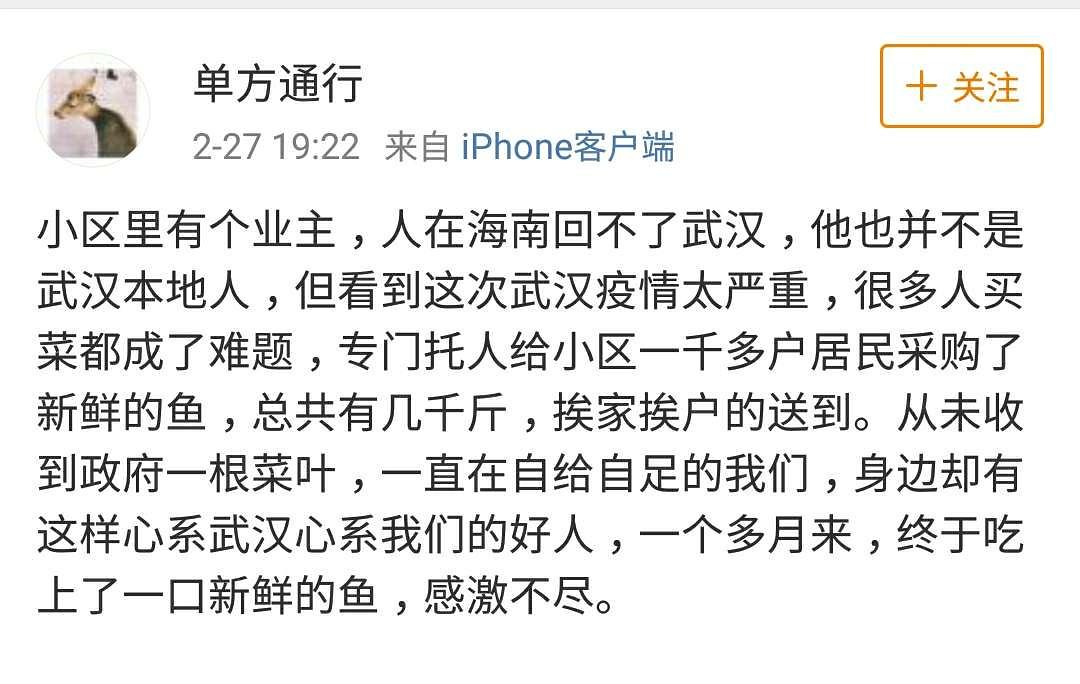 单方通行
＋ 关注
2-27 19:22 来自 iPhone客户端
小区里有个业主，人在海南回不了武汉，他也并不是
武汉本地人，但看到这次武汉疫情太严重，很多人买
菜都成了难题，专门托人给小区一千多户居民采购了
新鲜的鱼，总共有几千斤，挨家挨户的送到。从未收
到政府一根菜叶，一直在自给自足的我们，身边却有
这样心系武汉心系我们的好人，一个多月来，终于吃
上了一口新鲜的鱼，感激不尽。